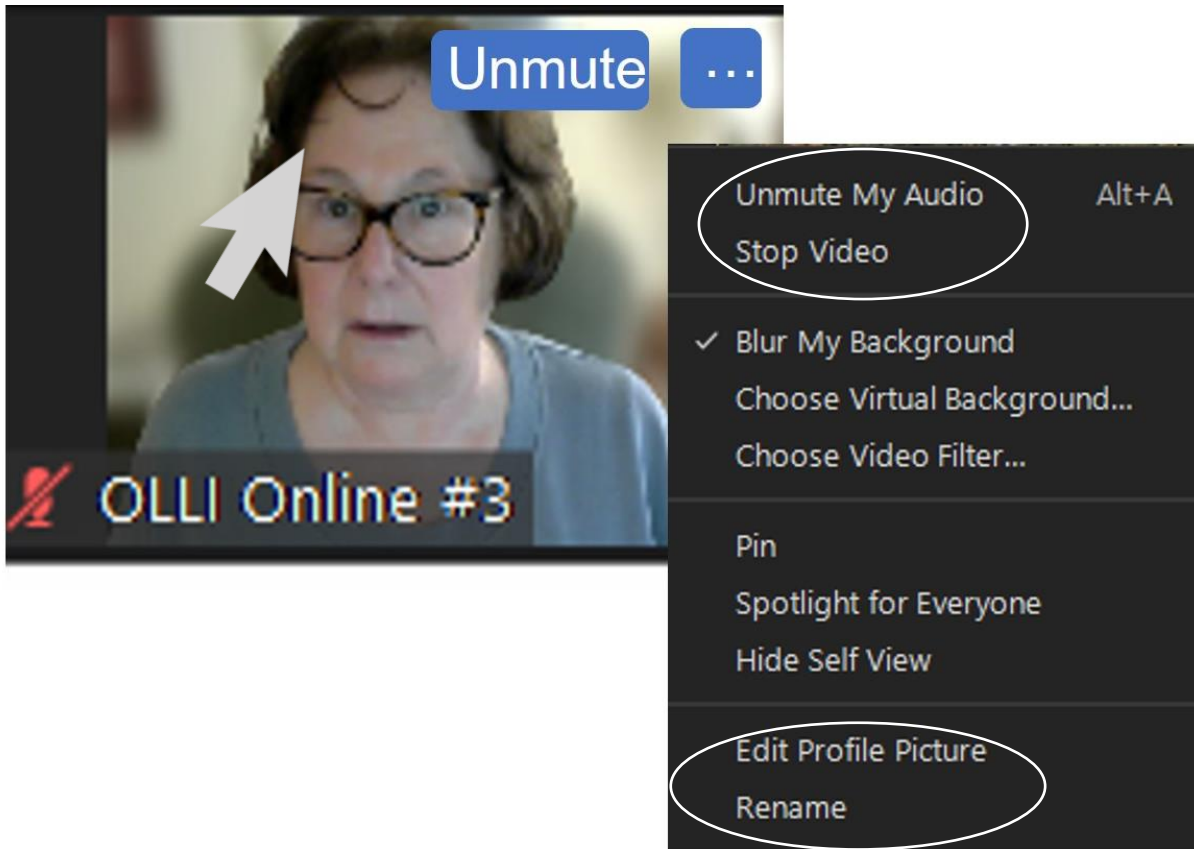 Unmute ...
OLLI Online #3
Unmute My Audio Alt+A
Stop Video
✓ Blur My Background
Choose Virtual Background...
Choose Video Filter...
Pin
Spotlight for Everyone
Hide Self View
Edit Profile Picture
Rename